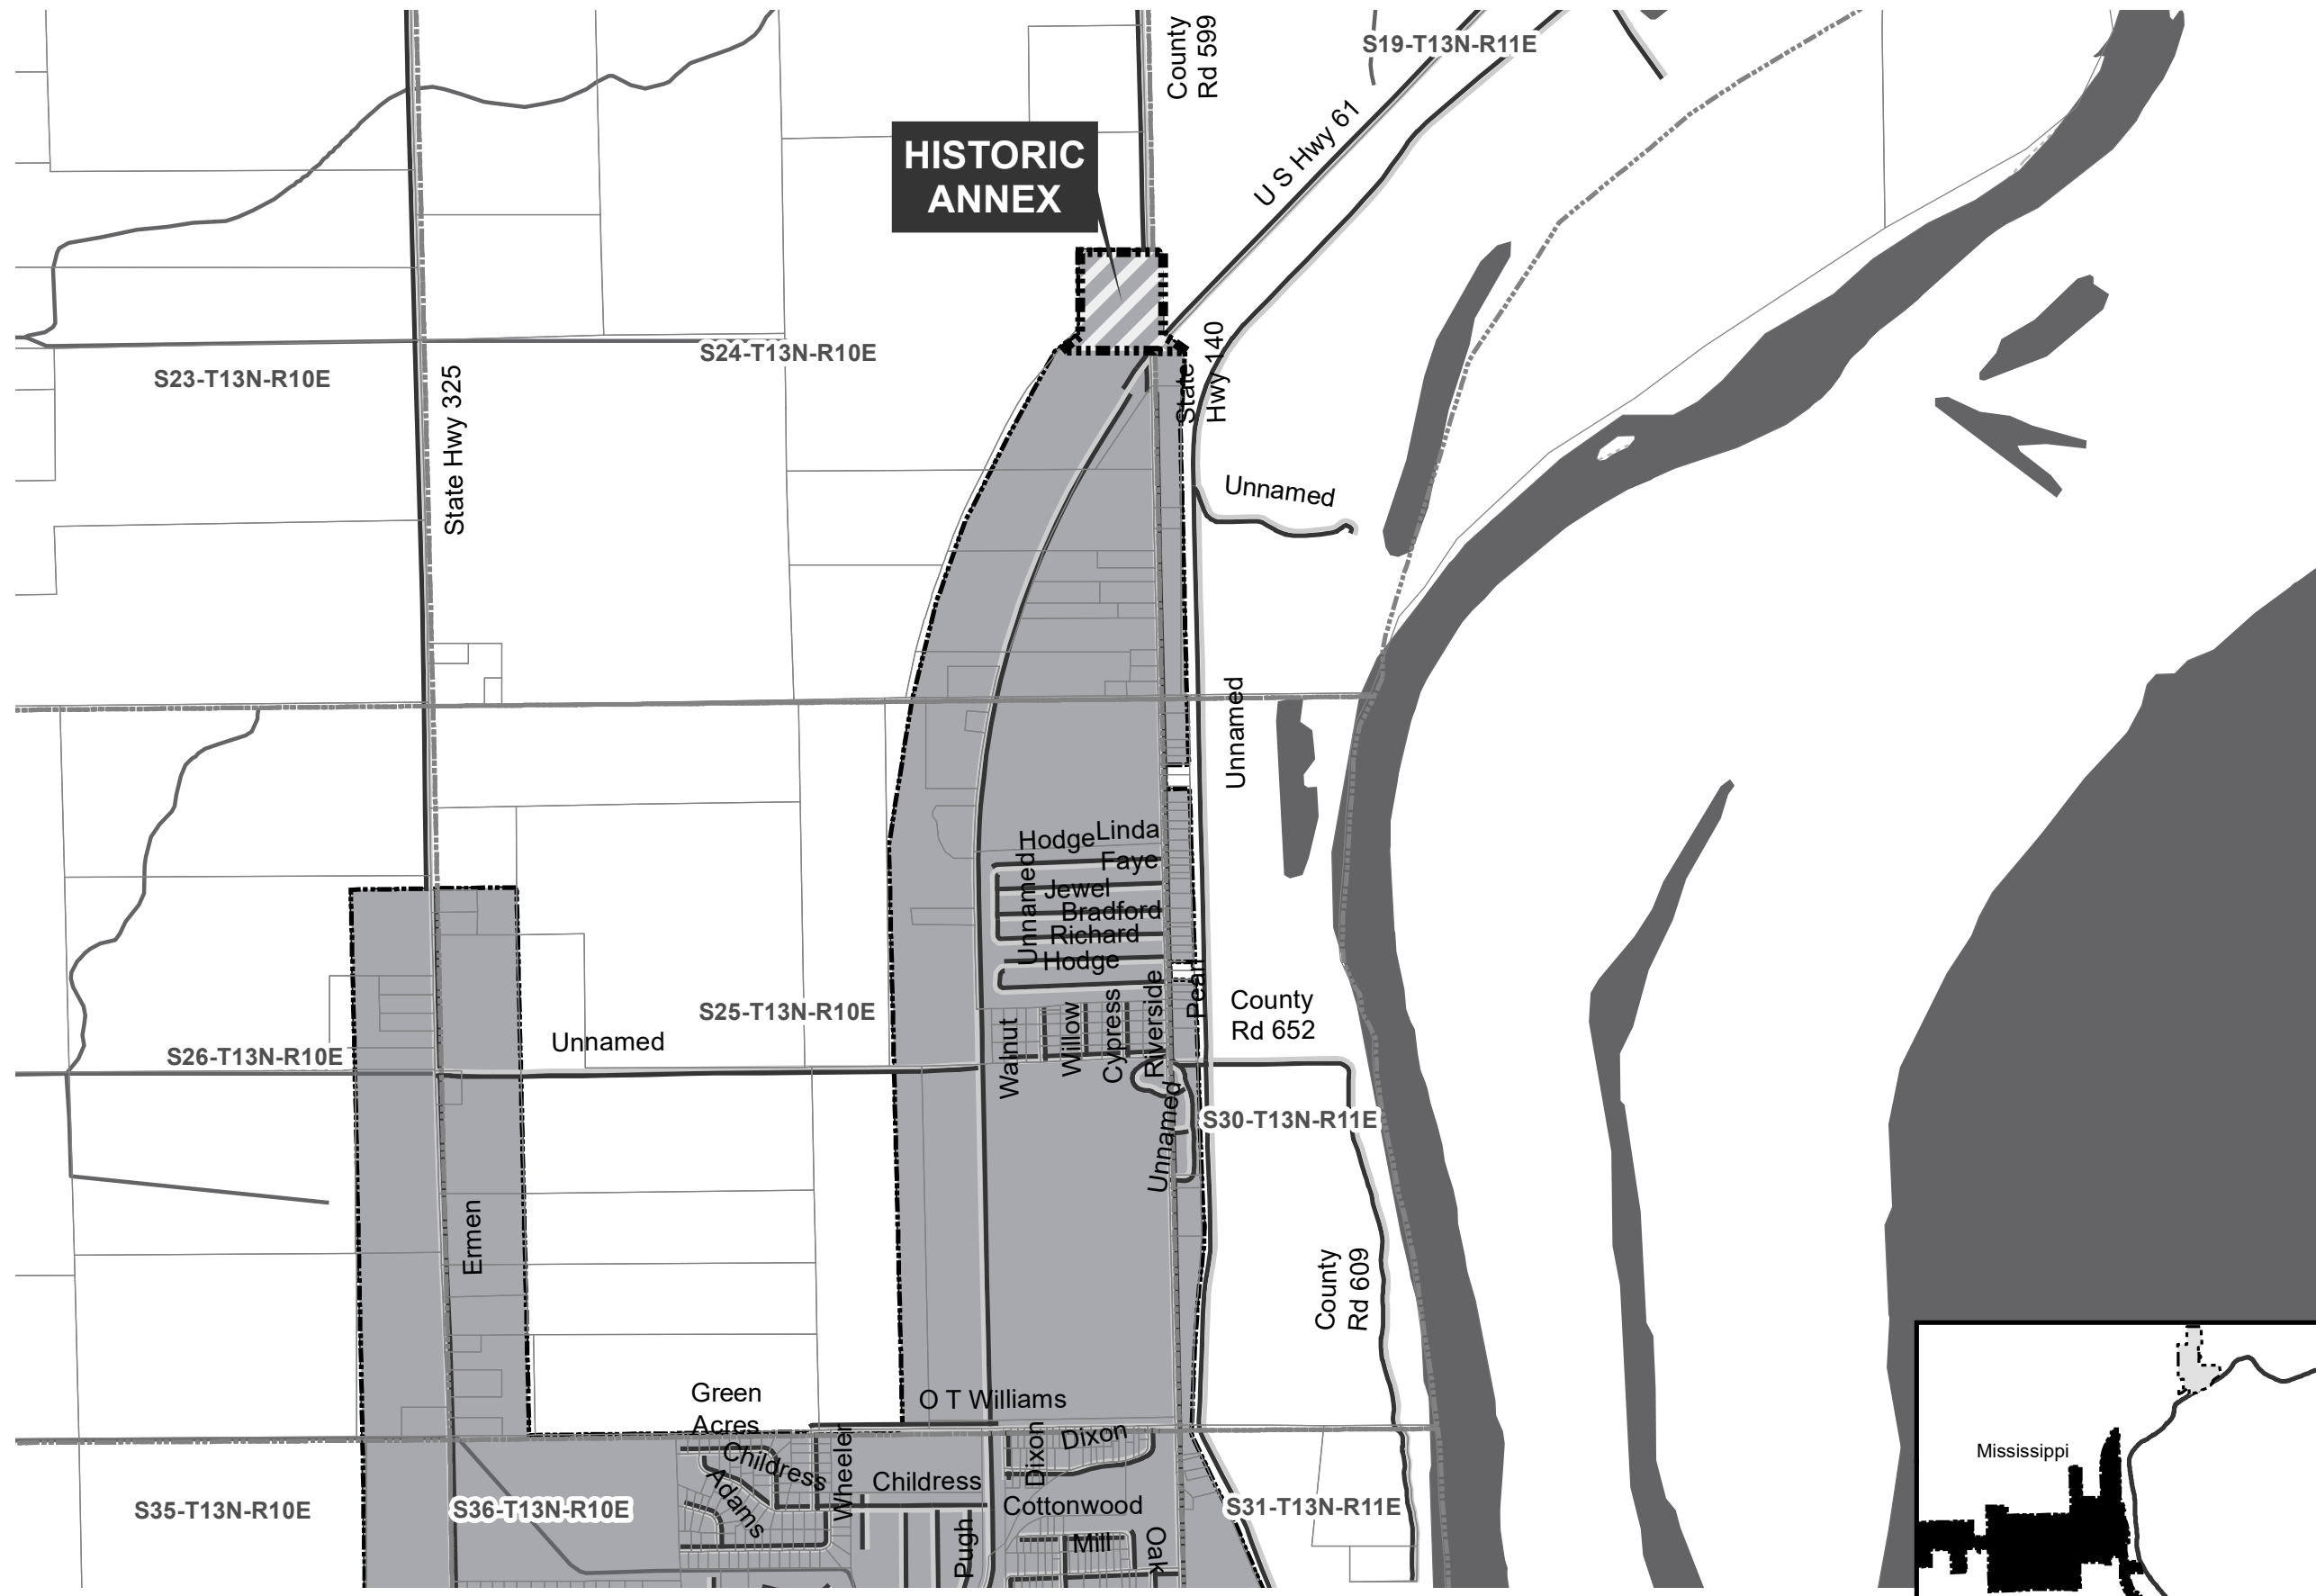 County
Rd 599
S19-T13N-R11E
U S Hwy 61
HISTORIC
ANNEX
State
Hwy 140
S24-T13N-R10E
S23-T13N-R10E
State Hwy 325
Unnamed
Unnamed
Hodge
Linda
Faye
Unnamed
Jewel
Bradford
Richard
Hodge
Pearl
Riverside
Cypress
Willow
Walnut
County
Rd 652
S25-T13N-R10E
Unnamed
S26-T13N-R10E
Unnamed
S30-T13N-R11E
Ermen
County
Rd 609
Green
Acres
O T Williams
Childress
Adams
Wheeler
Childress
Dixon
Dixon
Cottonwood
Mill
Oak
Pugh
S35-T13N-R10E
S36-T13N-R10E
S31-T13N-R11E
Mississippi